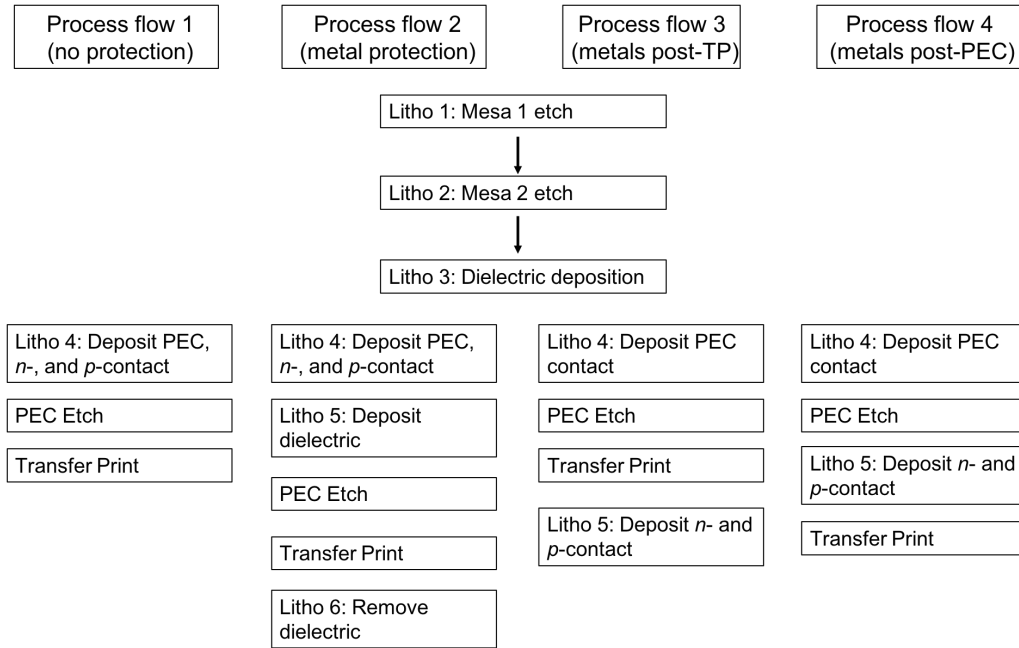 Process flow 1
(no protection)
Process flow 2
(metal protection)
Process flow 3
(metals post-TP)
Process flow 4
(metals post-PEC)
Litho 1: Mesa 1 etch
Litho 2: Mesa 2 etch
Litho 3: Dielectric deposition
Litho 4: Deposit PEC,
n-, and p-contact
PEC Etch
Transfer Print
Litho 4: Deposit PEC,
n-, and p-contact
Litho 5: Deposit
dielectric
PEC Etch
Transfer Print
Litho 6: Remove
dielectric
Litho 4: Deposit PEC
contact
PEC Etch
Transfer Print
Litho 5: Deposit n- and
p-contact
Litho 4: Deposit PEC
contact
PEC Etch
Litho 5: Deposit n- and
p-contact
Transfer Print